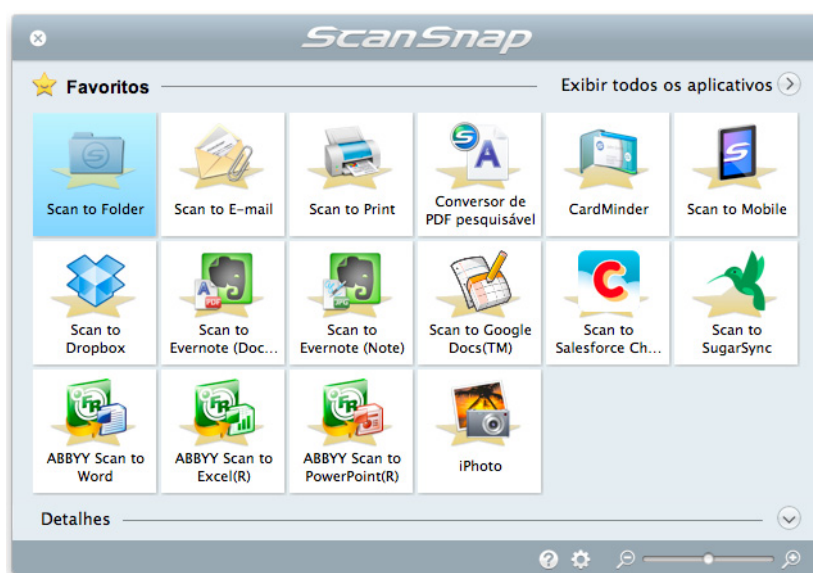 ScanSnap
Favoritos
Exibir todos os aplicativos
Scan to Folder
Scan to E-mail
Scan to Print
Conversor de
PDF pesquisável
CardMinder
Scan to Mobile
Scan to
Dropbox
Scan to
Evernote (Doc...
Scan to
Evernote (Note)
Scan to Google
Docs(TM)
Scan to
Salesforce Ch...
Scan to
SugarSync
ABBYY Scan to
Word
ABBYY Scan to
Excel(R)
ABBYY Scan to
PowerPoint(R)
iPhoto
Detalhes